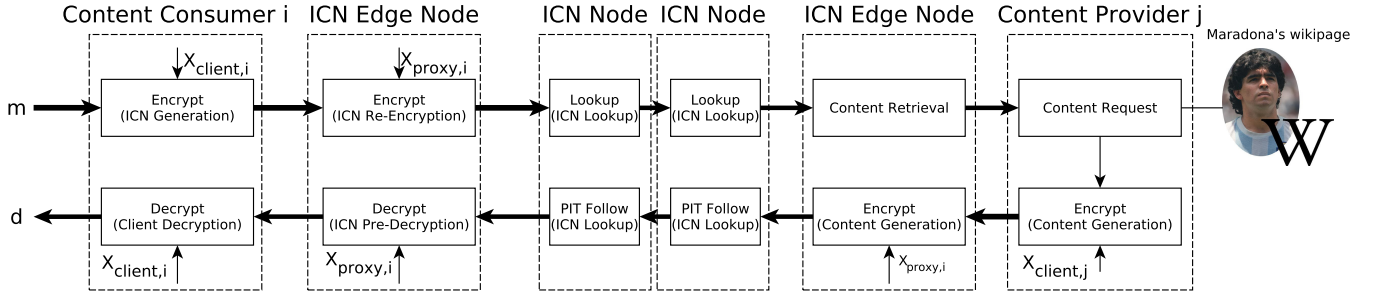 Content Consumer i
ICN Edge Node
ICN Node
ICN Node
ICN Edge Node
Content Provider j
Maradona's wikipage
Xclient,i
Xproxy,i
m
Encrypt
(ICN Generation)
Encrypt
(ICN Re-Encryption)
Lookup
(ICN Lookup)
Lookup
(ICN Lookup)
Content Retrieval
Content Request
W
d
Decrypt
(Client Decryption)
Decrypt
(ICN Pre-Decryption)
PIT Follow
(ICN Lookup)
PIT Follow
(ICN Lookup)
Encrypt
(Content Generation)
Encrypt
(Content Generation)
Xclient,i
Xproxy,i
Xproxy,i
Xclient,j